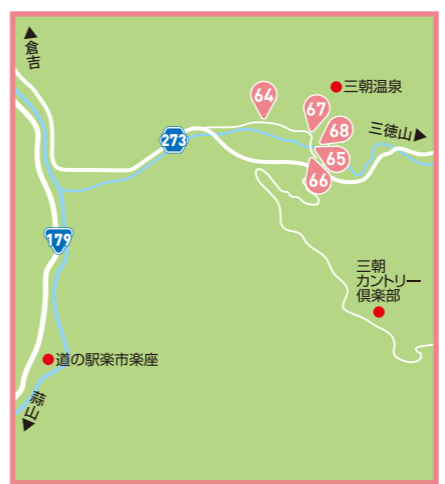 倉吉
64
67
三朝温泉
68
三徳山
273
65
66
179
三朝
カントリー
倶楽部
道の駅楽市楽座
蒜山